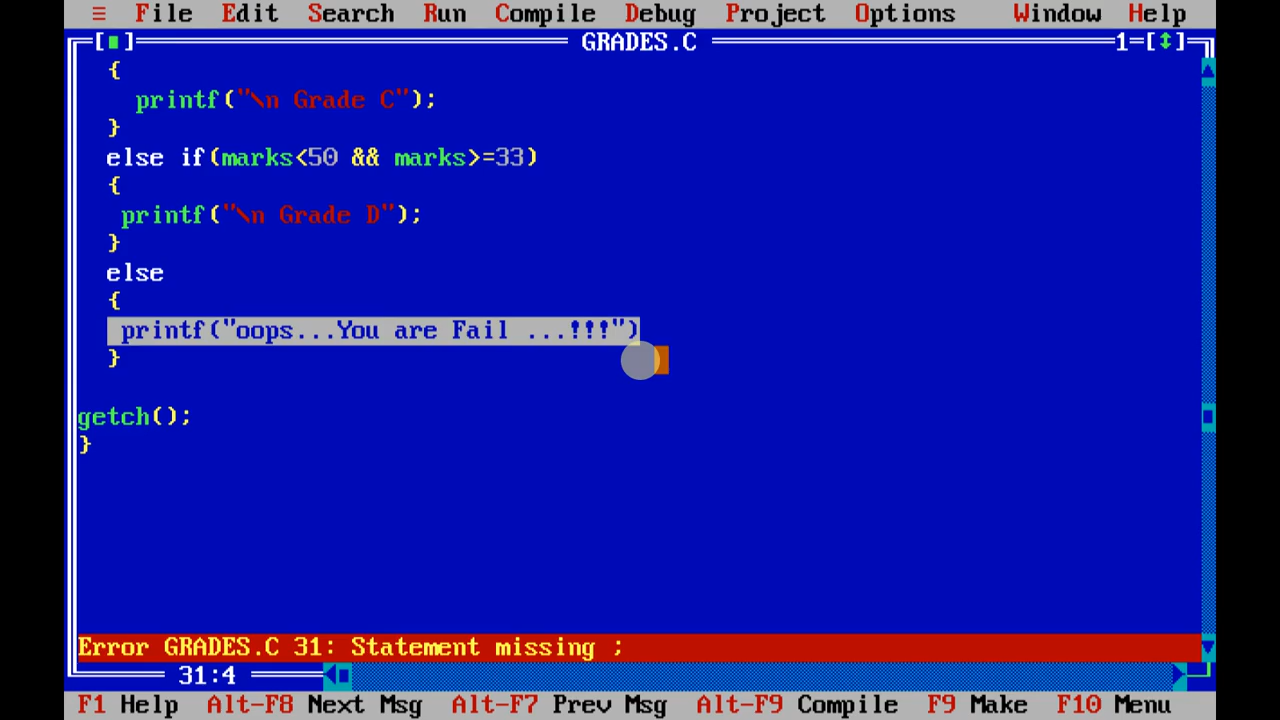 ≡ File Edit Search Run Compile Debug Project Options Window Help
[■] GRADES.C 1=[↕]
{
printf("\n Grade C");
}
else if(marks<50 && marks>=33)
{
printf("\n Grade D");
}
else
{
printf("oops...You are Fail ...!!!")
}
getch();
}
Error GRADES.C 31: Statement missing ;
31:4
F1 Help Alt-F8 Next Msg Alt-F7 Prev Msg Alt-F9 Compile F9 Make F10 Menu